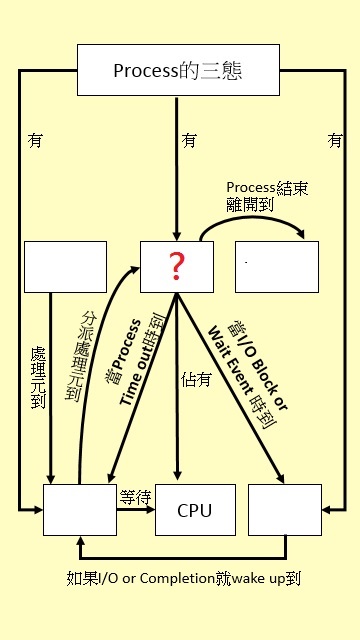 Process的三態
有
有
有
Process結束
離開到
?
.
處理元到
分派處理元到
當Process
Time out時到
佔有
當I/O Block or
Wait Event 時到
等待
CPU
如果I/O or Completion就wake up到